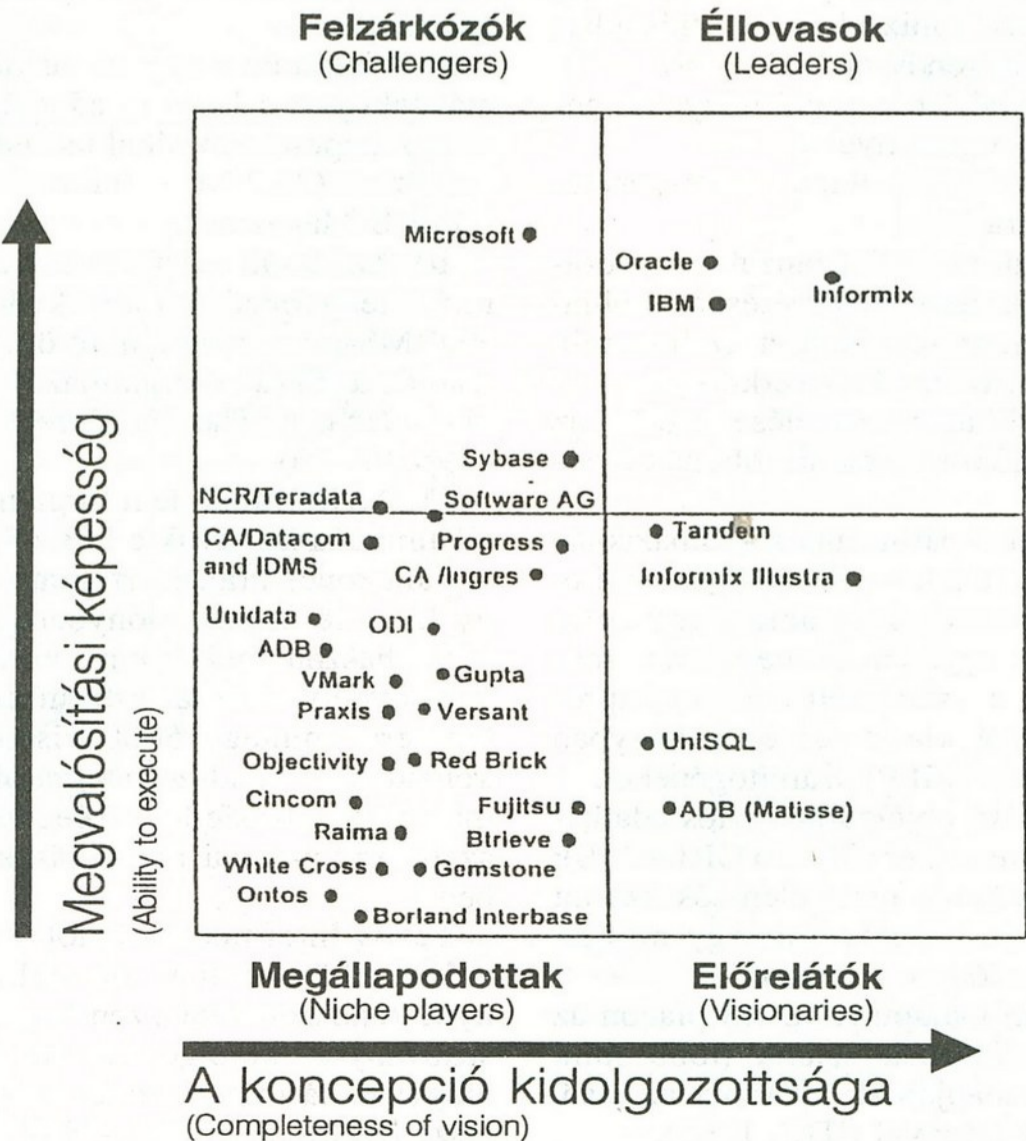 Felzárkózók
(Challengers)
Éllovasok
(Leaders)
Microsoft
Oracle
IBM
Informix
Sybase
NCR/Teradata
Software AG
CA/Datacom
and IDMS
Progress
CA /Ingres
Tandem
Informix Illustra
Unidata
ODI
ADB
VMark
Gupta
Praxis
Versant
UniSQL
Objectivity
Red Brick
Cincom
Fujitsu
ADB (Matisse)
Raima
Btrieve
White Cross
Gemstone
Ontos
Borland Interbase
Megvalósítási képesség
(Ability to execute)
Megállapodottak
(Niche players)
Előrelátók
(Visionaries)
A koncepció kidolgozottsága
(Completeness of vision)